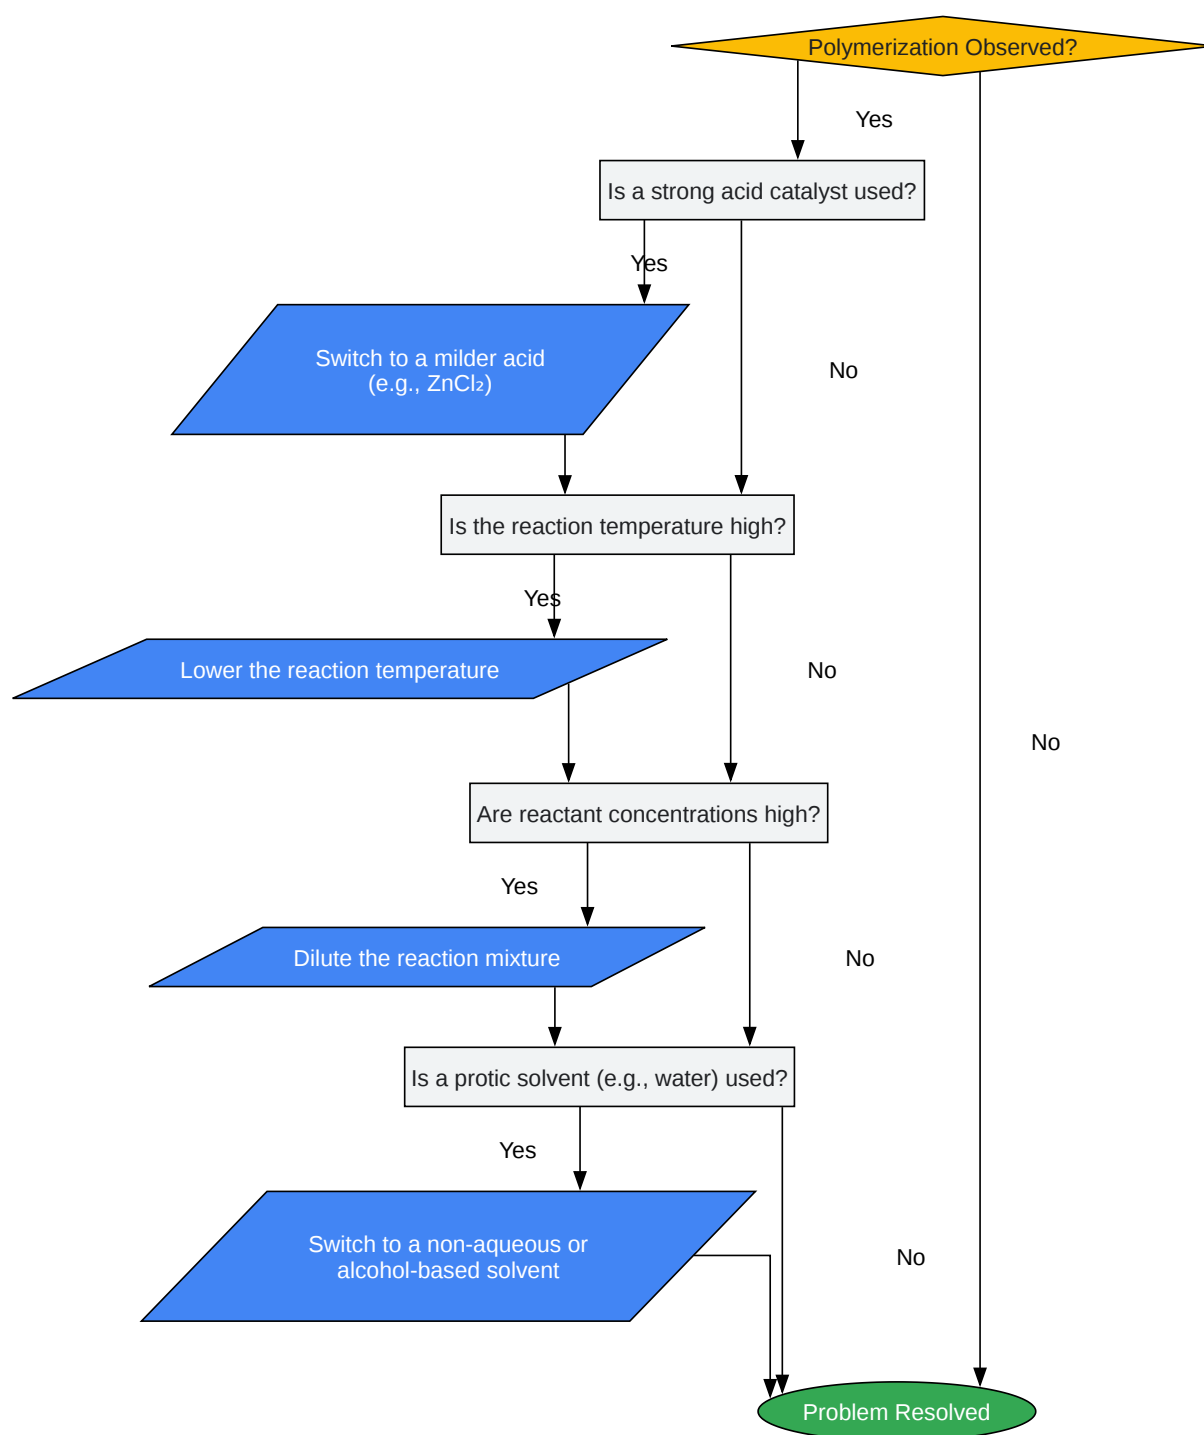 Polymerization Observed?
Yes
Is a strong acid catalyst used?
Yes
Switch to a milder acid
(e.g., ZnCl₂)
No
Is the reaction temperature high?
Yes
Lower the reaction temperature
No
No
Are reactant concentrations high?
Yes
Dilute the reaction mixture
No
Is a protic solvent (e.g., water) used?
Yes
Switch to a non-aqueous or
alcohol-based solvent
No
Problem Resolved